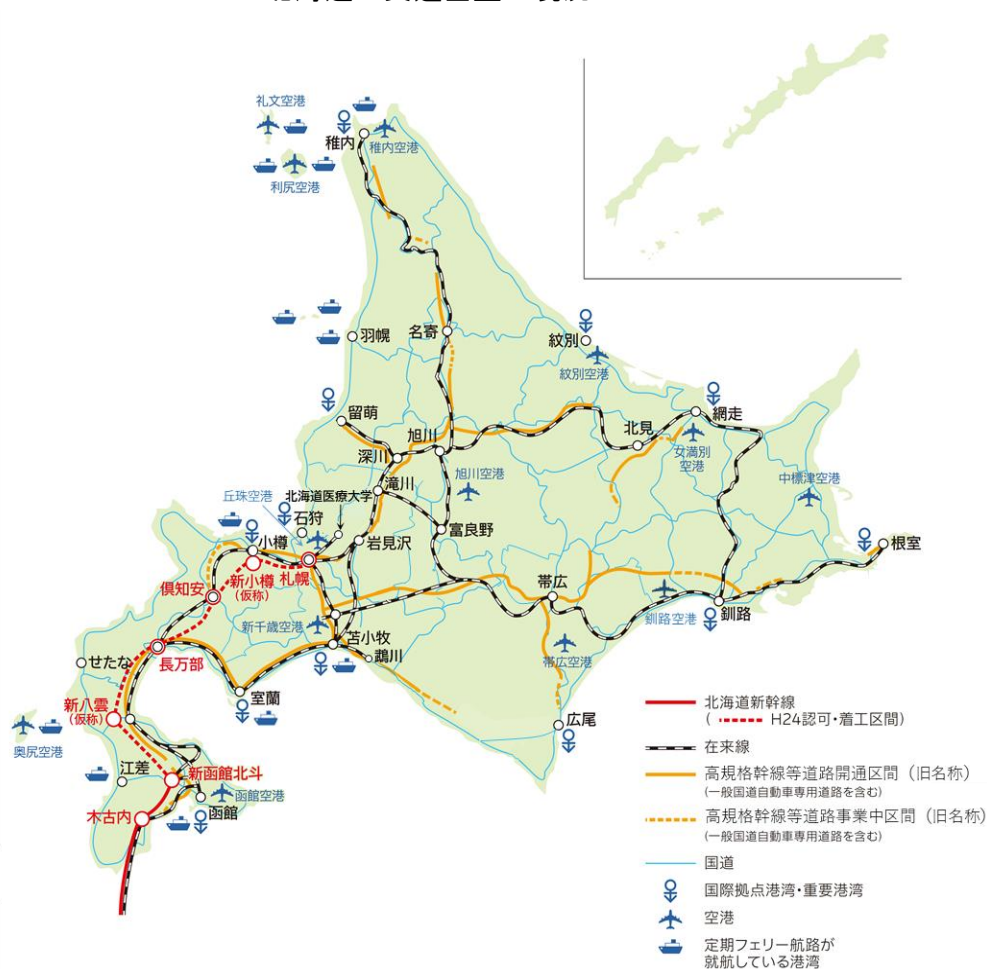 礼文空港
稚内
稚内空港
利尻空港
羽幌
名寄
紋別
紋別空港
留萌
旭川
網走
北見
深川
女満別
空港
旭川空港
滝川
中標津空港
丘珠空港
北海道医療大学
石狩
富良野
小樽
岩見沢
根室
新小樽
(仮称)
札幌
倶知安
帯広
新千歳空港
釧路空港
釧路
苫小牧
鵡川
帯広空港
せたな
長万部
室蘭
新八雲
(仮称)
広尾
奥尻空港
江差
新函館北斗
函館空港
函館
木古内
北海道新幹線
( H24認可・着工区間)
在来線
高規格幹線等道路開通区間(旧名称)
(一般国道自動車専用道路を含む)
高規格幹線等道路事業中区間(旧名称)
(一般国道自動車専用道路を含む)
国道
国際拠点港湾・重要港湾
空港
定期フェリー航路が
就航している港湾